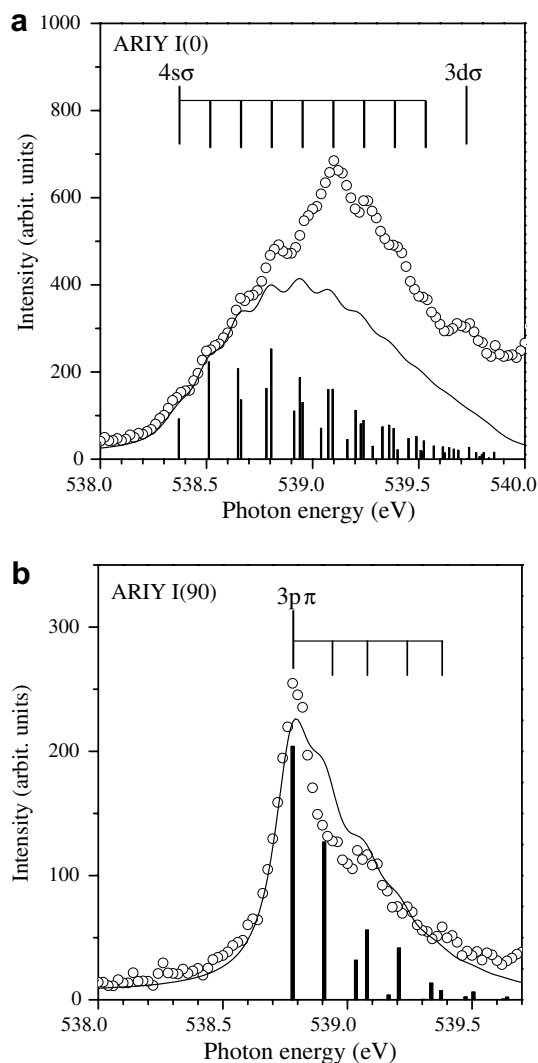 a
ARIY I(0)
4sσ
3dσ
Intensity (arbit. units)
1000
800
600
400
200
0
538.0 538.5 539.0 539.5 540.0
Photon energy (eV)
b
ARIY I(90)
3pπ
Intensity (arbit. units)
300
200
100
0
538.0 538.5 539.0 539.5
Photon energy (eV)